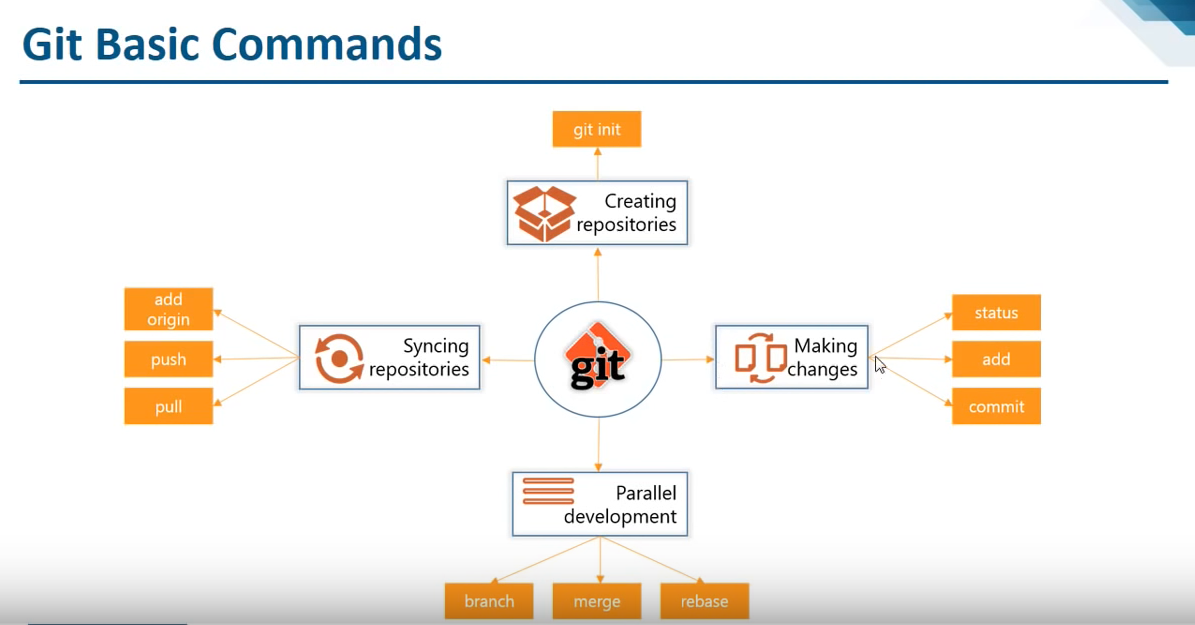 Git Basic Commands
git init
Creating
repositories
add
origin
push
pull
Syncing
repositories
git
Making
changes
status
add
commit
Parallel
development
branch
merge
rebase